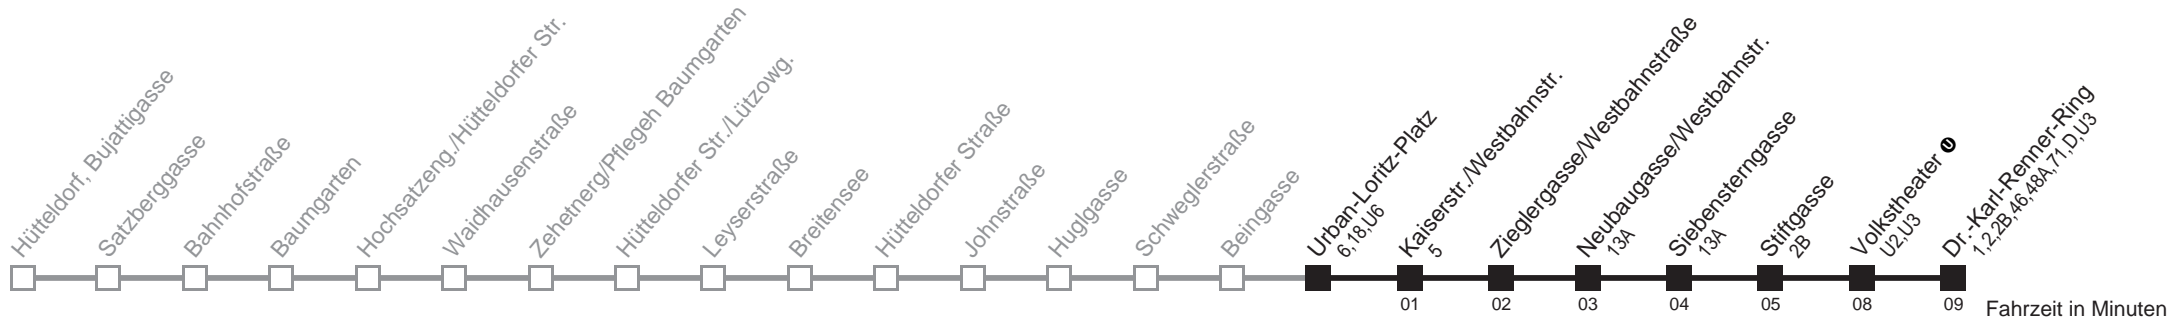 Hütteldorf, Bujattigasse
Satzberggasse
Bahnhofstraße
Baumgarten
Hochsatzeng./Hütteldorfer Str.
Waidhausenstraße
Zehetnerg/Pflegeh Baumgarten
Hütteldorfer Str./Lützowg.
Leyserstraße
Breitensee
Hütteldorfer Straße
Johnstraße
Huglgasse
Schweglerstraße
Beingasse
Urban-Loritz-Platz
6,18,U6
Kaiserstr./Westbahnstr.
5
Zieglergasse/Westbahnstraße
Neubaugasse/Westbahnstr.
13A
Siebensterngasse
13A
Stiftgasse
2B
Volkstheater U
U2,U3
Dr.-Karl-Renner-Ring
1,2,2B,46,48A,71,D,U3
01 02 03 04 05 08 09 Fahrzeit in Minuten